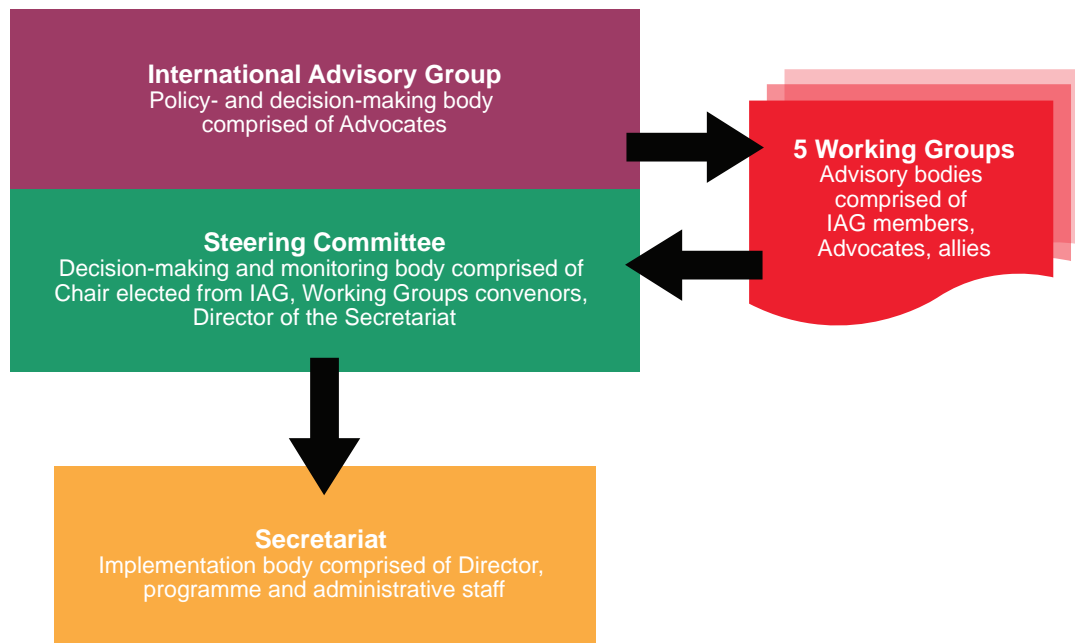 International Advisory Group
Policy- and decision-making body
comprised of Advocates
5 Working Groups
Advisory bodies
comprised of
IAG members,
Advocates, allies
Steering Committee
Decision-making and monitoring body comprised of
Chair elected from IAG, Working Groups convenors,
Director of the Secretariat
Secretariat
Implementation body comprised of Director,
programme and administrative staff